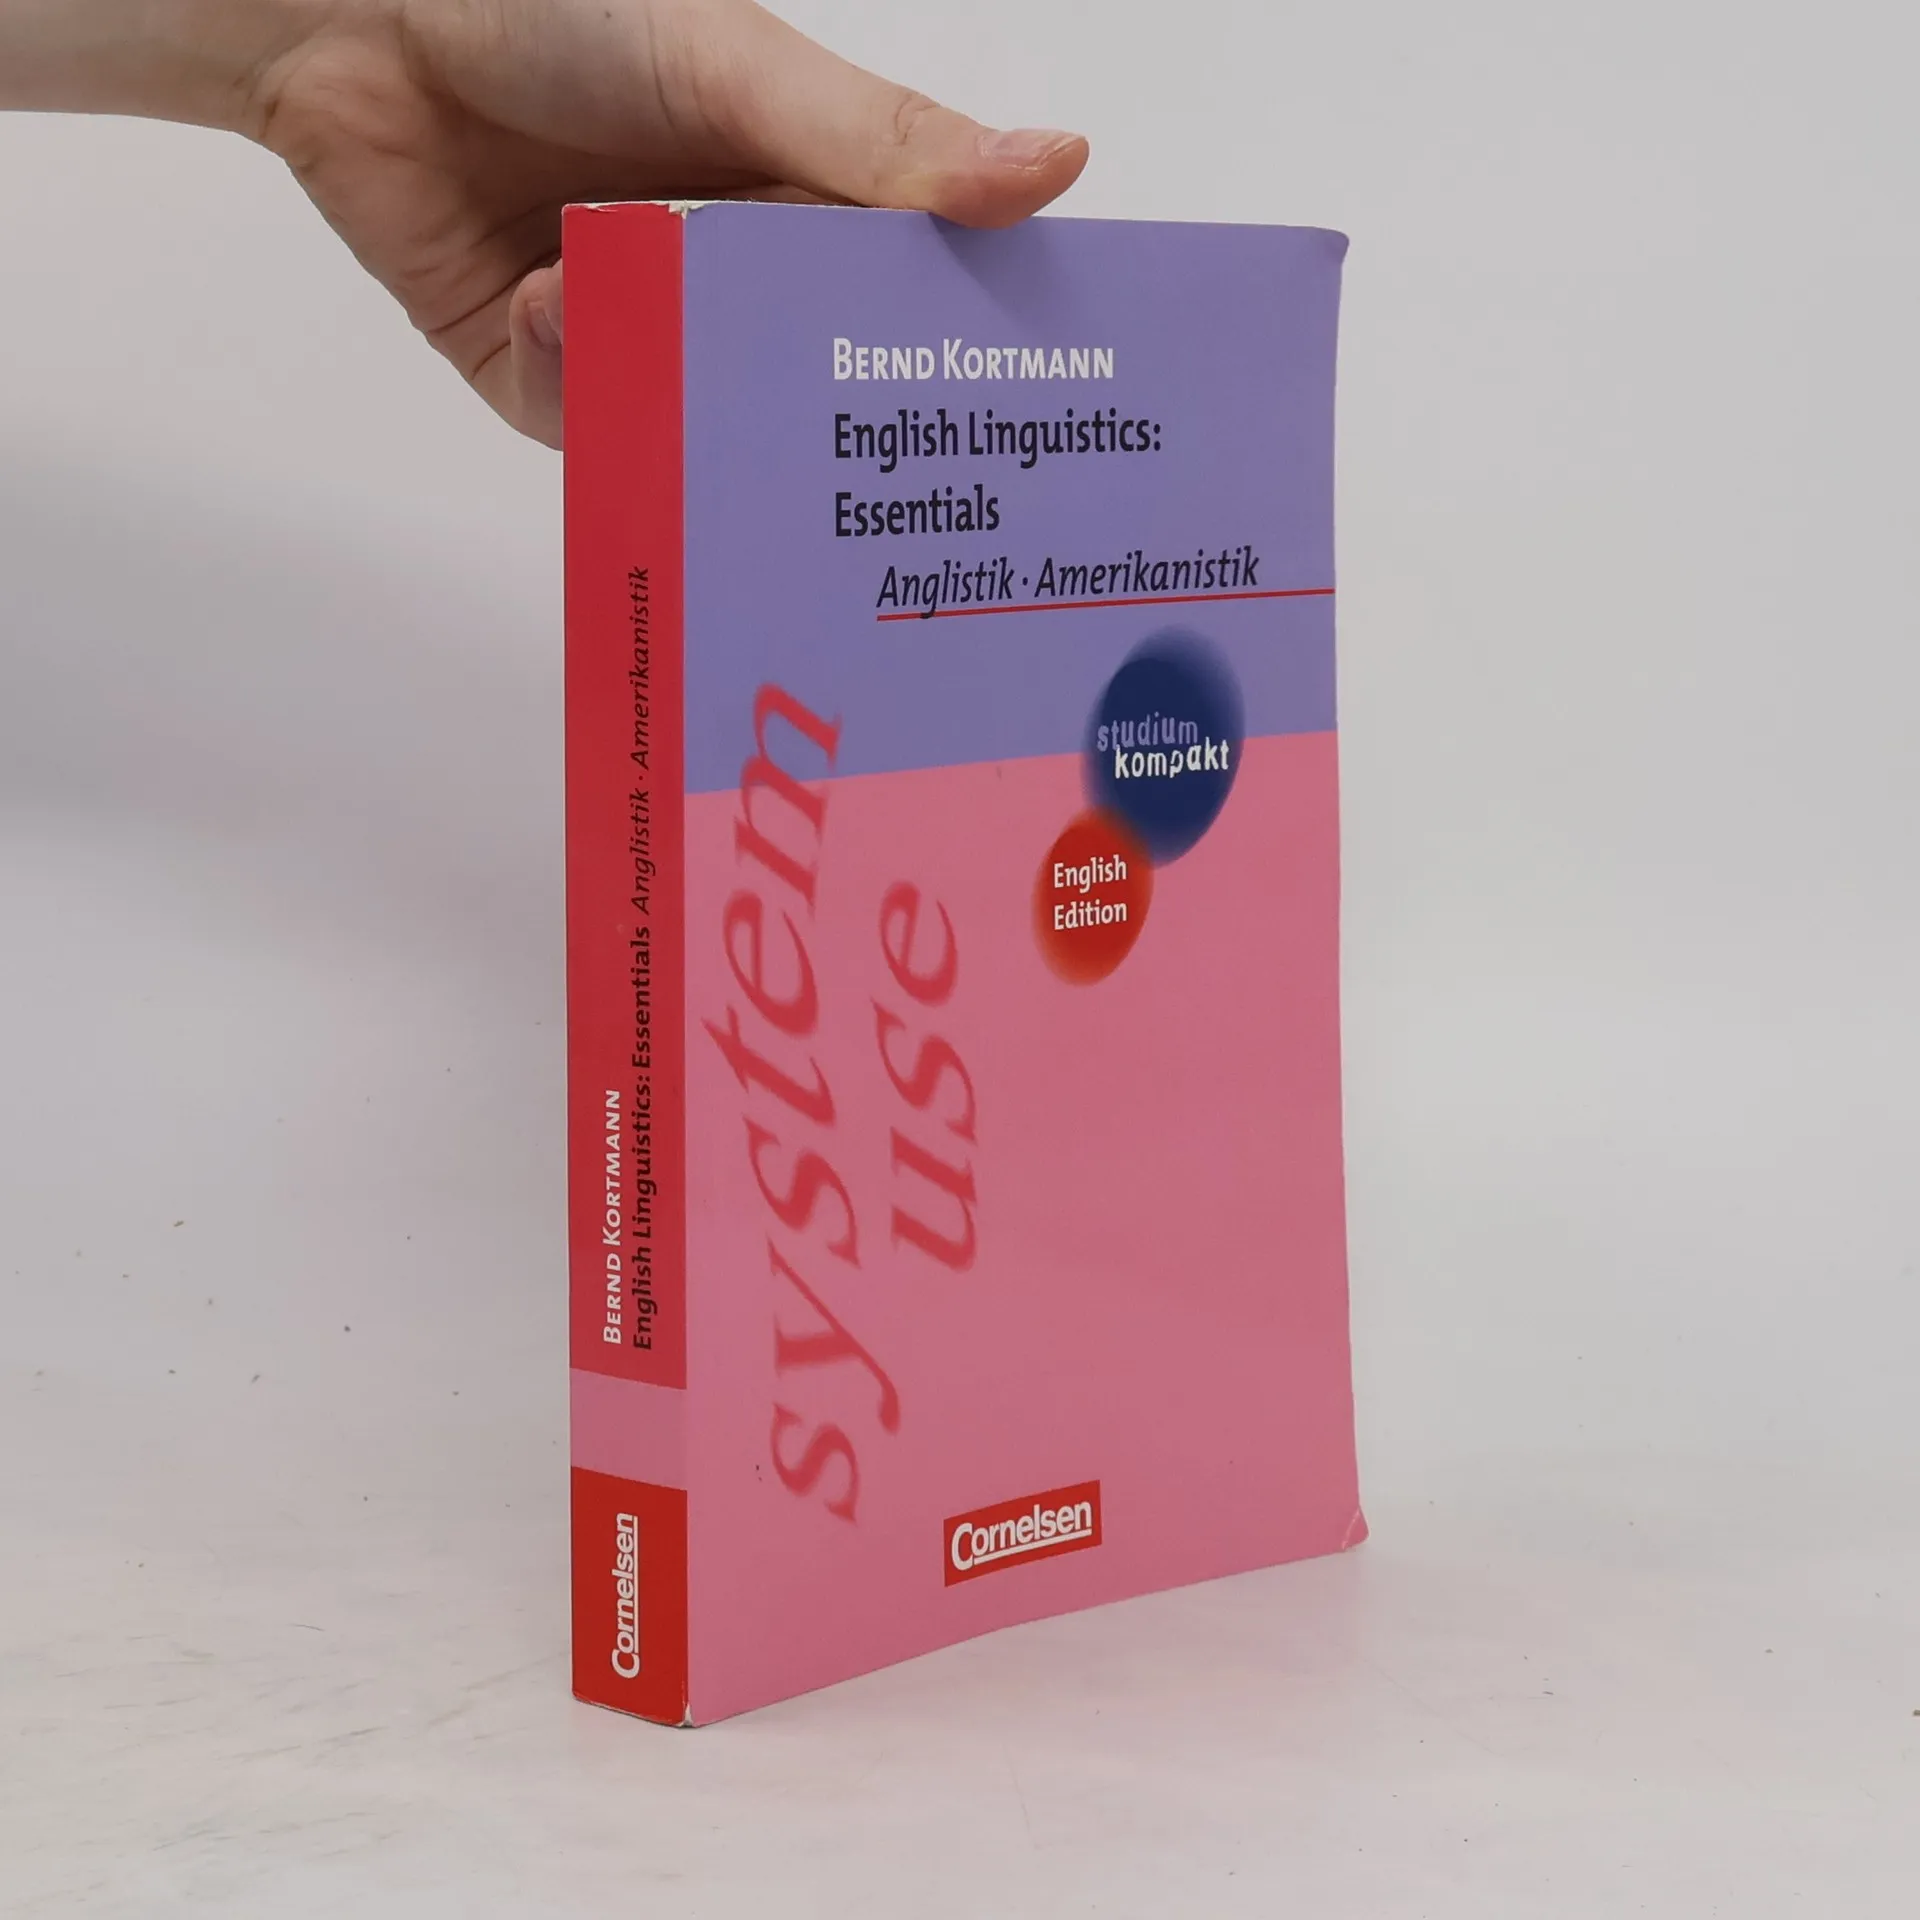 BERND KORTMANN
English Linguistics:
Essentials
Anglistik · Amerikanistik
studium
kompakt
English
Edition
system
use
Cornelsen
BERND KORTMANN
English Linguistics: Essentials Anglistik · Amerikanistik
Cornelsen